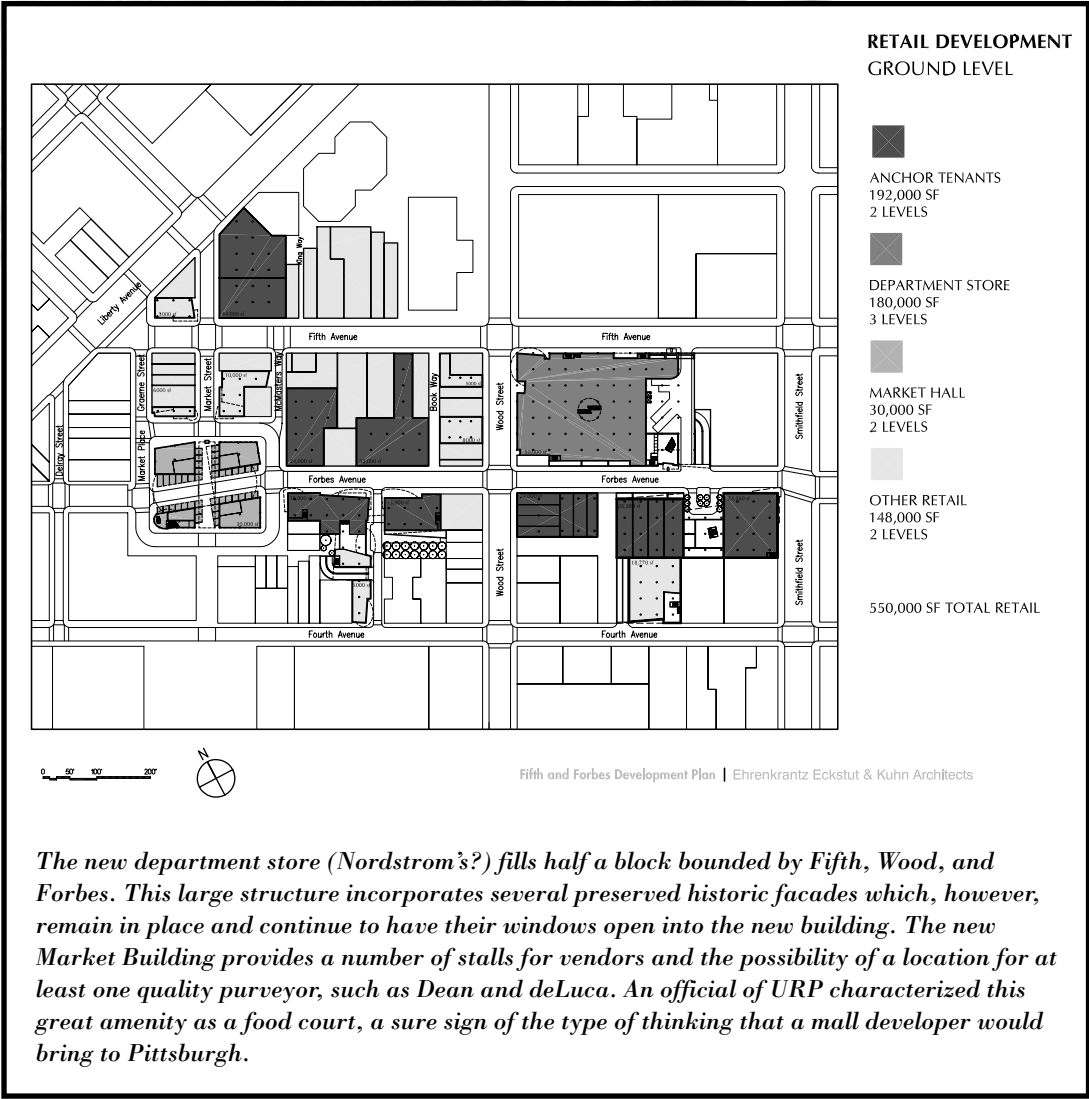 RETAIL DEVELOPMENT
GROUND LEVEL
ANCHOR TENANTS
192,000 SF
2 LEVELS
DEPARTMENT STORE
180,000 SF
3 LEVELS
MARKET HALL
30,000 SF
2 LEVELS
OTHER RETAIL
148,000 SF
2 LEVELS
550,000 SF TOTAL RETAIL
Liberty Avenue
King Way
Fifth Avenue
Fifth Avenue
Graeme Street
Market Street
McMasters Way
Book Way
Wood Street
Smithfield Street
10,000 sf
6000 sf
Delray Street
Market Place
Forbes Avenue
Forbes Avenue
Wood Street
Smithfield Street
18,770 sf
Fourth Avenue
Fourth Avenue
0 50' 100' 200'
N
Fifth and Forbes Development Plan | Ehrenkrantz Eckstut & Kuhn Architects
The new department store (Nordstrom's?) fills half a block bounded by Fifth, Wood, and
Forbes. This large structure incorporates several preserved historic facades which, however,
remain in place and continue to have their windows open into the new building. The new
Market Building provides a number of stalls for vendors and the possibility of a location for at
least one quality purveyor, such as Dean and deLuca. An official of URP characterized this
great amenity as a food court, a sure sign of the type of thinking that a mall developer would
bring to Pittsburgh.